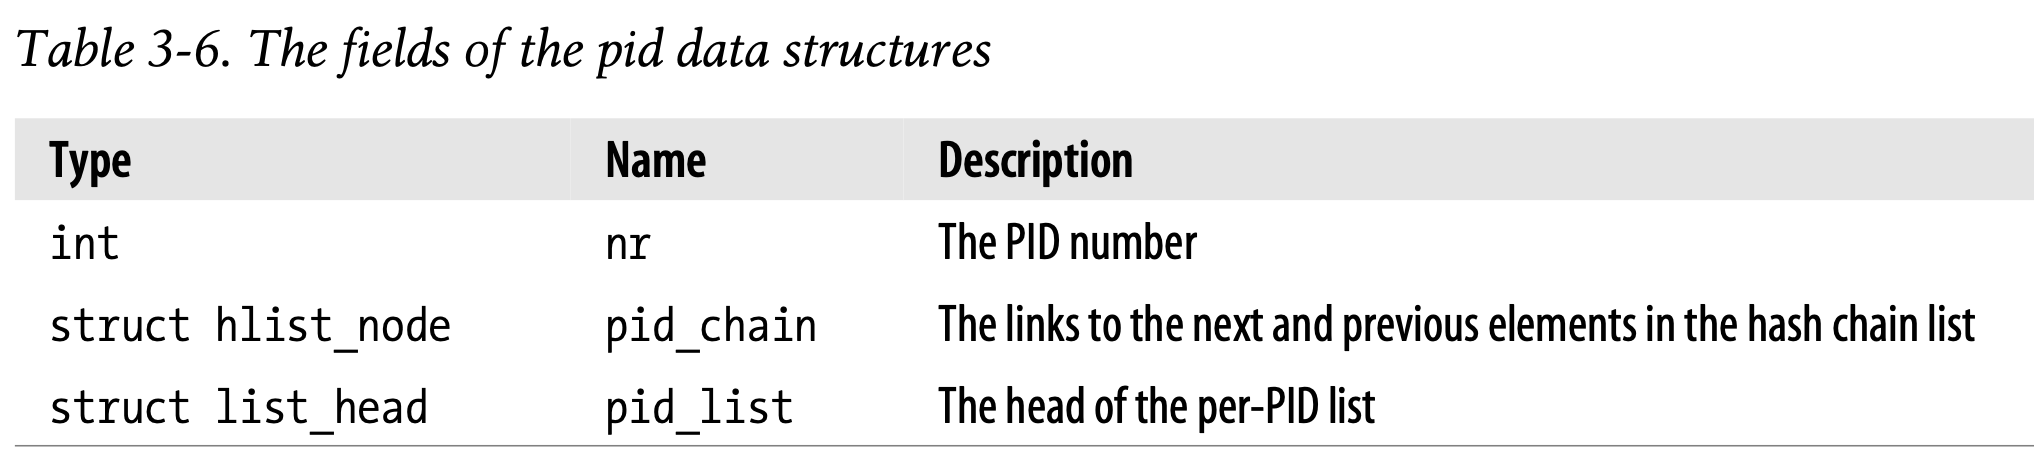 Table 3-6. The fields of the pid data structures
Type Name Description
int nr The PID number
struct hlist_node pid_chain The links to the next and previous elements in the hash chain list
struct list_head pid_list The head of the per-PID list